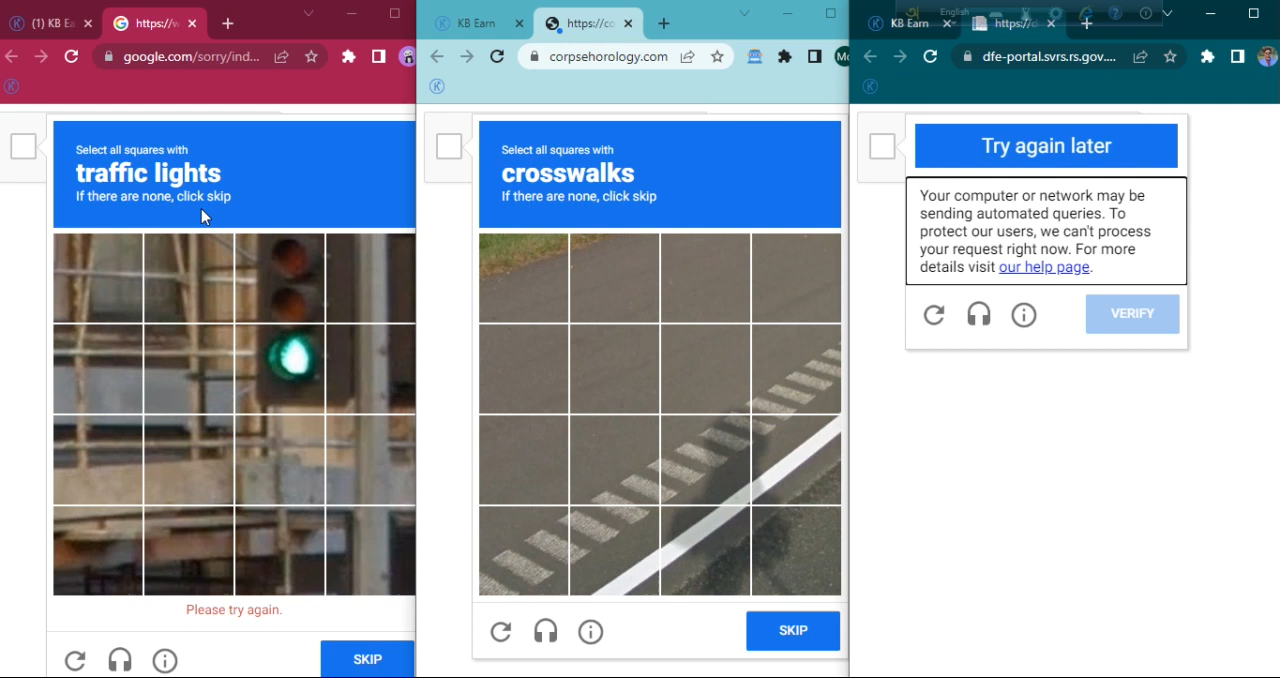 (1) KB Ea
https://w
google.com/sorry/ind...
Select all squares with
traffic lights
If there are none, click skip
Please try again.
SKIP
KB Earn
https://co
corpsehorology.com
Mo
Select all squares with
crosswalks
If there are none, click skip
SKIP
English
KB Earn
https://d
dfe-portal.svrs.rs.gov....
Try again later
Your computer or network may be
sending automated queries. To
protect our users, we can't process
your request right now. For more
details visit our help page.
VERIFY